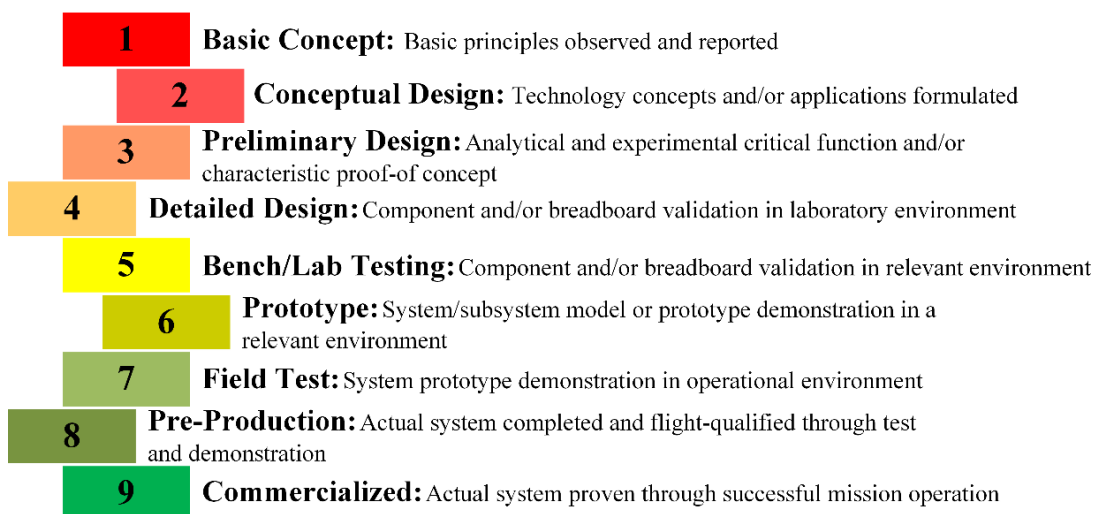 1 Basic Concept: Basic principles observed and reported
2 Conceptual Design: Technology concepts and/or applications formulated
3 Preliminary Design: Analytical and experimental critical function and/or
characteristic proof-of concept
4 Detailed Design: Component and/or breadboard validation in laboratory environment
5 Bench/Lab Testing: Component and/or breadboard validation in relevant environment
6 Prototype: System/subsystem model or prototype demonstration in a
relevant environment
7 Field Test: System prototype demonstration in operational environment
8 Pre-Production: Actual system completed and flight-qualified through test
and demonstration
9 Commercialized: Actual system proven through successful mission operation